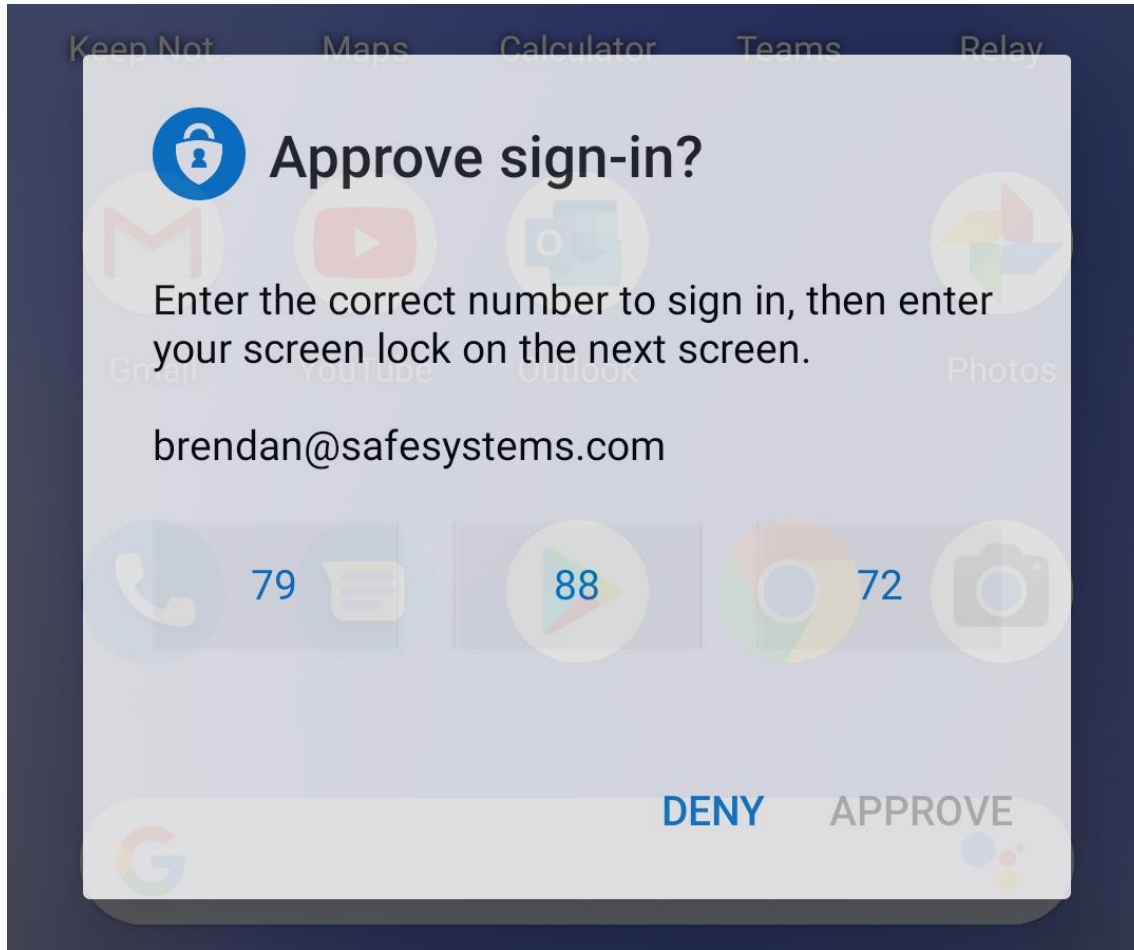 Keep Not... Maps Calculator Teams Relay
Approve sign-in?
Enter the correct number to sign in, then enter
your screen lock on the next screen.
Gmail YouTube Outlook Photos
brendan@safesystems.com
79 88 72
DENY APPROVE